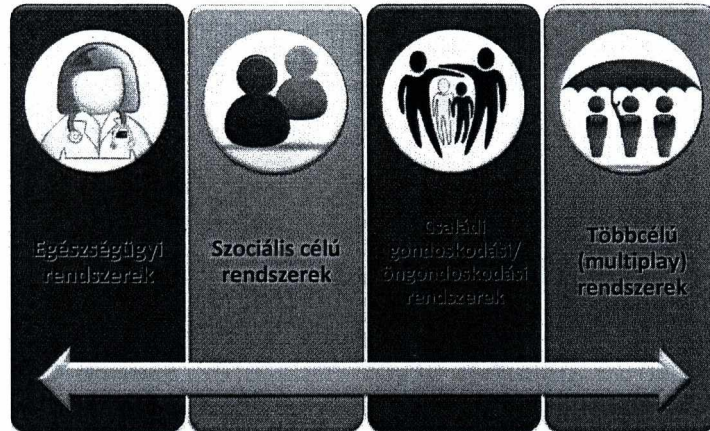 Egészségügyi
rendszerek
Szociális célú
rendszerek
Családi
gondoskodási/
öngondoskodási
rendszerek
Többcélú
(multiplay)
rendszerek